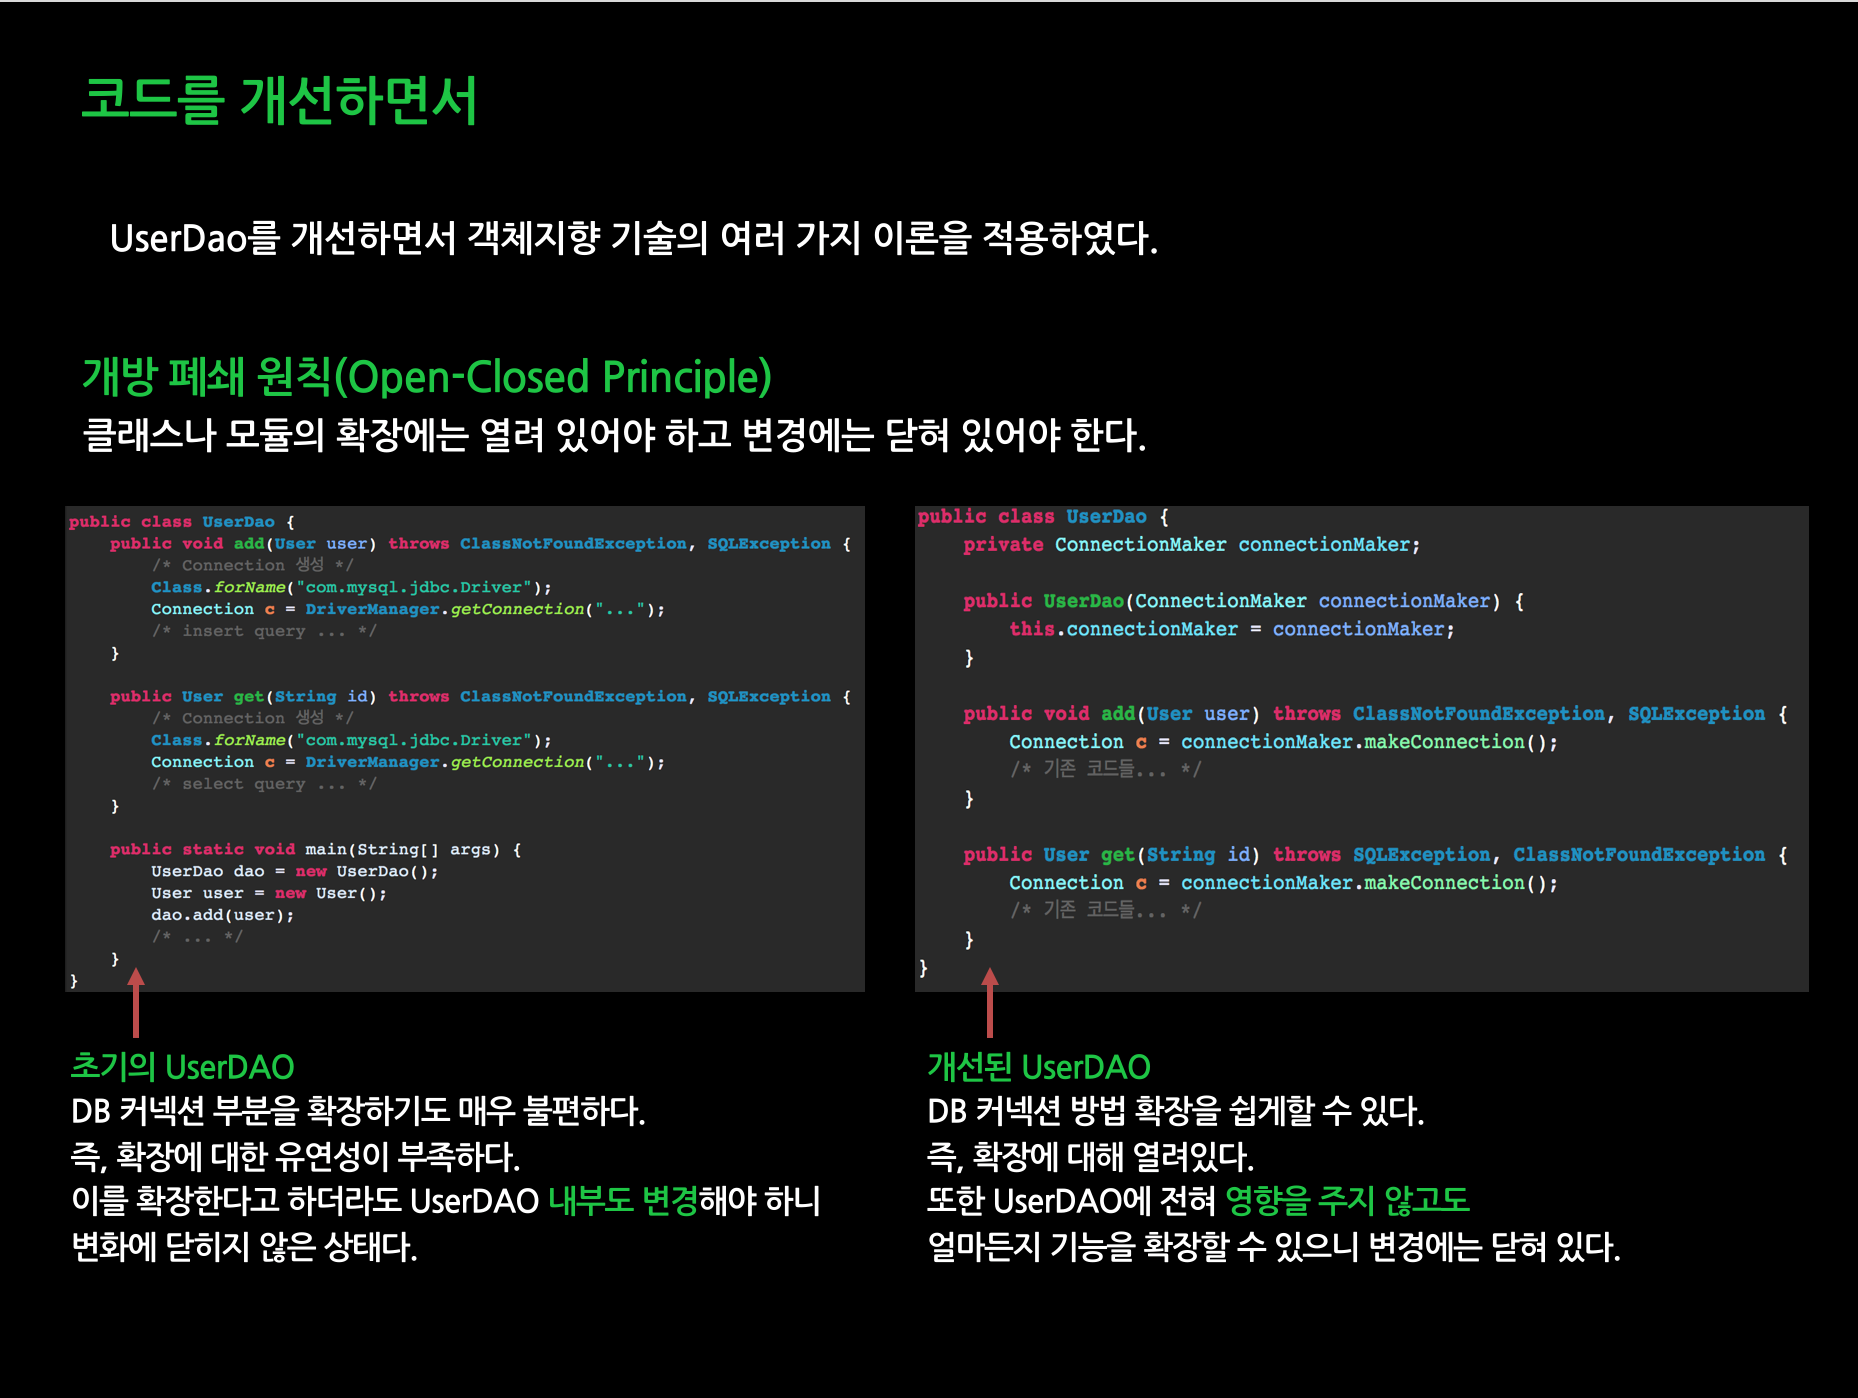 코드를 개선하면서
UserDao를 개선하면서 객체지향 기술의 여러 가지 이론을 적용하였다.
개방 폐쇄 원칙(Open-Closed Principle)
클래스나 모듈의 확장에는 열려 있어야 하고 변경에는 닫혀 있어야 한다.
public class UserDao {
public void add(User user) throws ClassNotFoundException, SQLException {
/* Connection 생성 */
Class.forName("com.mysql.jdbc.Driver");
Connection c = DriverManager.getConnection("...");
/* insert query ... */
}
public User get(String id) throws ClassNotFoundException, SQLException {
/* Connection 생성 */
Class.forName("com.mysql.jdbc.Driver");
Connection c = DriverManager.getConnection("...");
/* select query ... */
}
public static void main(String[] args) {
UserDao dao = new UserDao();
User user = new User();
dao.add(user);
/* ... */
}
}
초기의 UserDAO
DB 커넥션 부분을 확장하기도 매우 불편하다.
즉, 확장에 대한 유연성이 부족하다.
이를 확장한다고 하더라도 UserDAO 내부도 변경해야 하니
변화에 닫히지 않은 상태다.
public class UserDao {
private ConnectionMaker connectionMaker;
public UserDao(ConnectionMaker connectionMaker) {
this.connectionMaker = connectionMaker;
}
public void add(User user) throws ClassNotFoundException, SQLException {
Connection c = connectionMaker.makeConnection();
/* 기존 코드들... */
}
public User get(String id) throws SQLException, ClassNotFoundException {
Connection c = connectionMaker.makeConnection();
/* 기존 코드들... */
}
}
개선된 UserDAO
DB 커넥션 방법 확장을 쉽게할 수 있다.
즉, 확장에 대해 열려있다.
또한 UserDAO에 전혀 영향을 주지 않고도
얼마든지 기능을 확장할 수 있으니 변경에는 닫혀 있다.